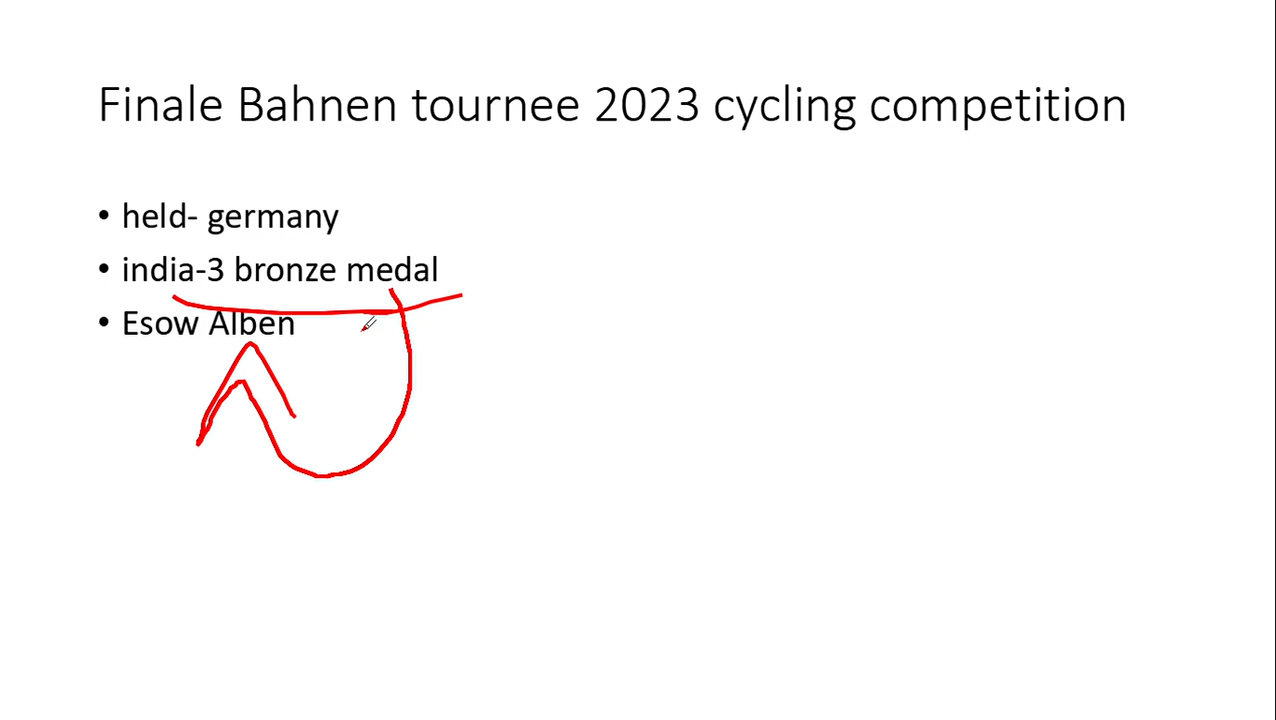 Finale Bahnen tournee 2023 cycling competition
• held- germany
• india-3 bronze medal
• Esow Alben